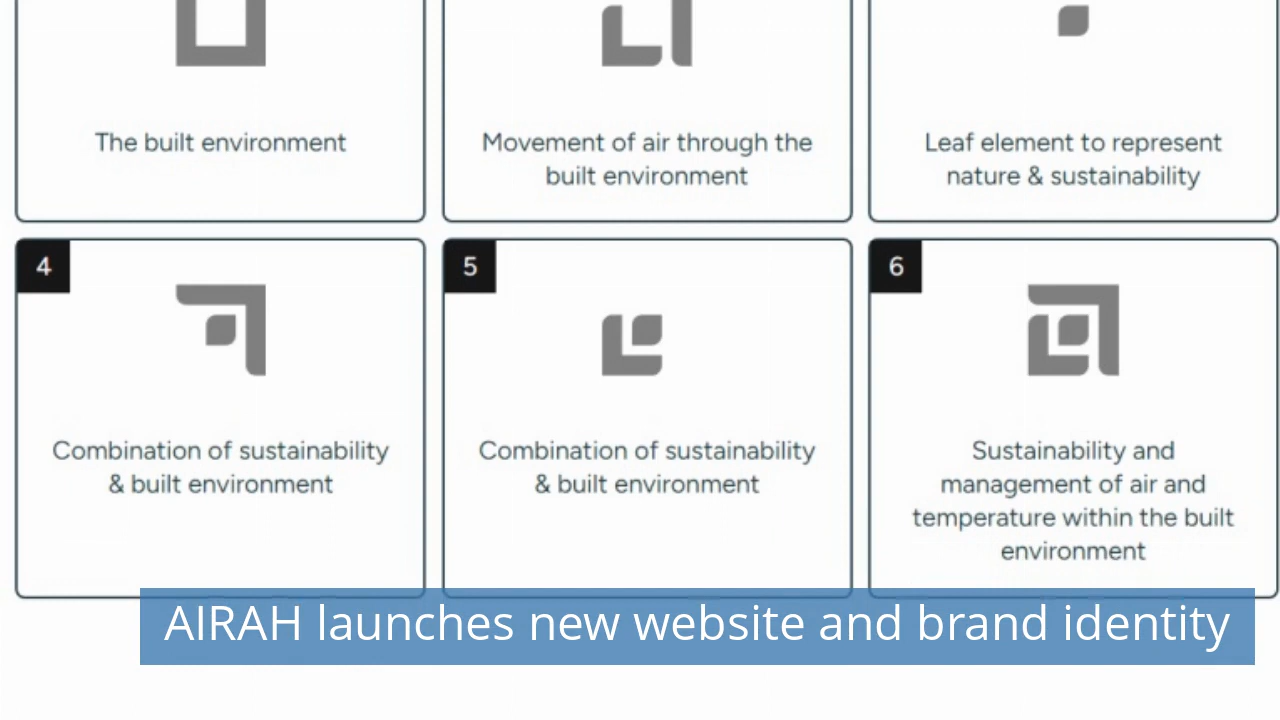 The built environment
Movement of air through the
built environment
Leaf element to represent
nature & sustainability
4
Combination of sustainability
& built environment
5
Combination of sustainability
& built environment
6
Sustainability and
management of air and
temperature within the built
environment
AIRAH launches new website and brand identity